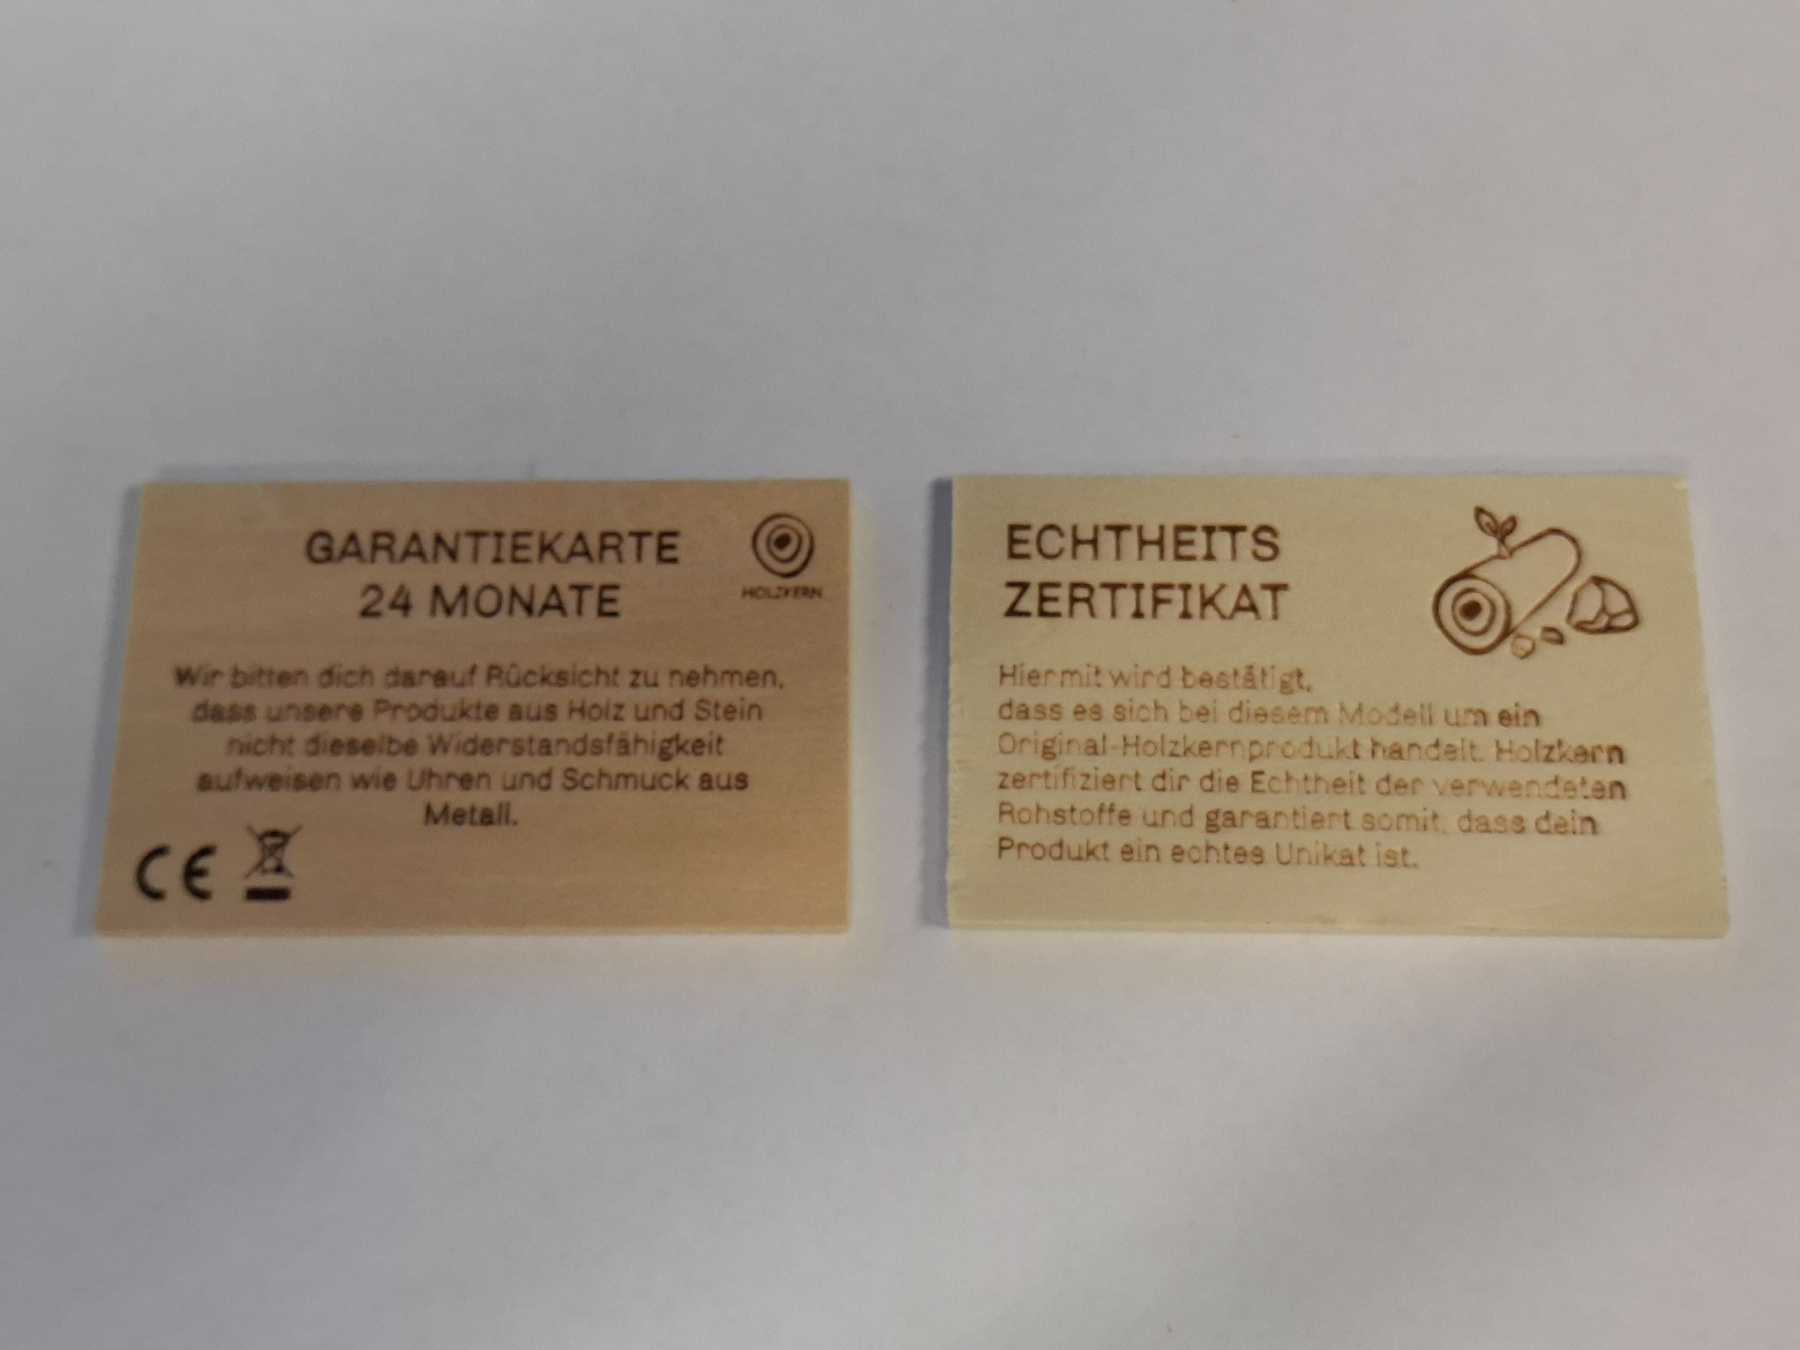 GARANTIEKARTE
24 MONATE
HOLZKERN
Wir bitten dich darauf Rücksicht zu nehmen,
dass unsere Produkte aus Holz und Stein
nicht dieselbe Widerstandsfähigkeit
aufweisen wie Uhren und Schmuck aus
Metall.
CE
ECHTHEITS
ZERTIFIKAT
Hiermit wird bestätigt,
dass es sich bei diesem Modell um ein
Original-Holzkernprodukt handelt. Holzkern
zertifiziert dir die Echtheit der verwendeten
Rohstoffe und garantiert somit, dass dein
Produkt ein echtes Unikat ist.